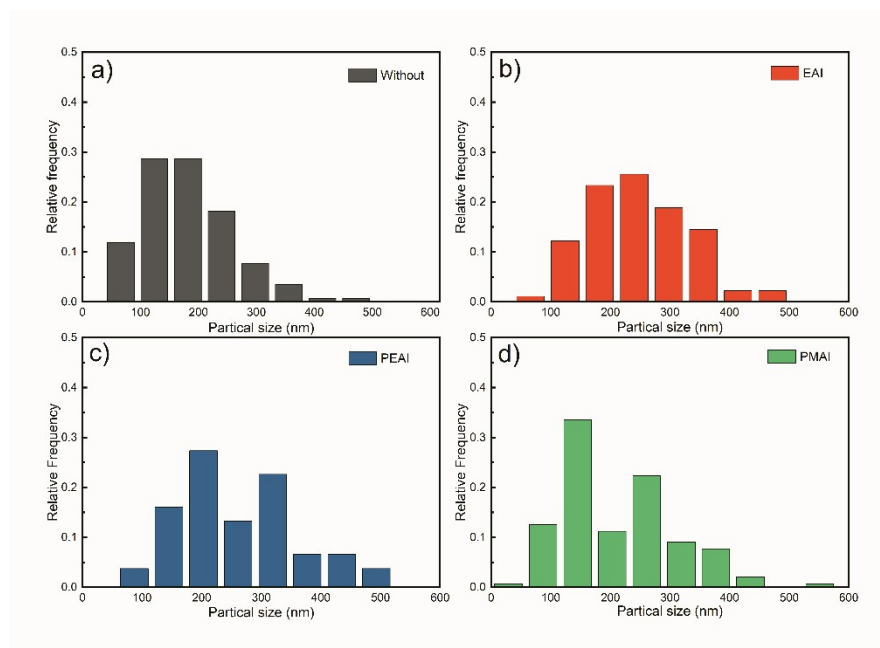 a)
Without
0.5
0.4
0.3
0.2
0.1
0.0
Relative frequency
0 100 200 300 400 500 600
Partical size (nm)
b)
EAI
0.5
0.4
0.3
0.2
0.1
0.0
Relative frequency
0 100 200 300 400 500 600
Partical size (nm)
c)
PEAI
0.5
0.4
0.3
0.2
0.1
0.0
Relative Frequency
0 100 200 300 400 500 600
Partical size (nm)
d)
PMAI
0.5
0.4
0.3
0.2
0.1
0.0
Relative Frequency
0 100 200 300 400 500 600
Partical size (nm)